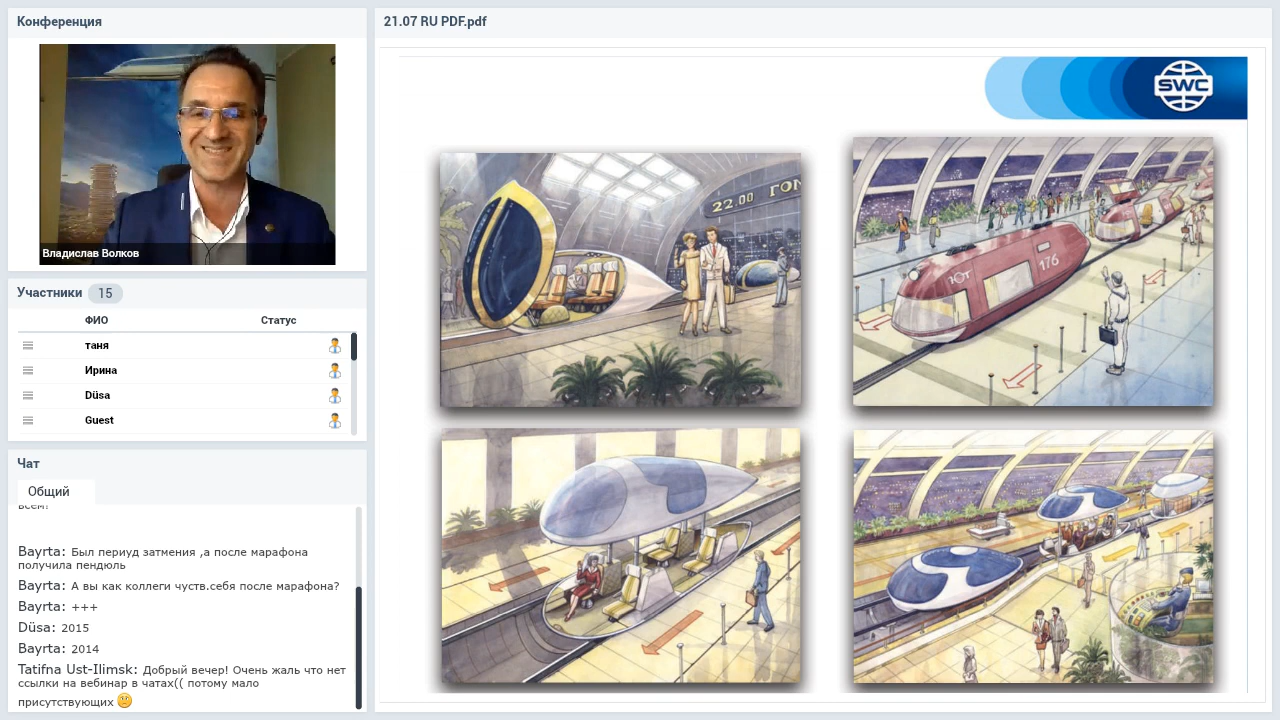 Конференция
Владислав Волков
Участники 15
ФИО Статус
таня
Ирина
Düsa
Guest
Чат
Общий
всем!
Bayrta: Был периуд затмения ,а после марафона
получила пендюль
Bayrta: А вы как коллеги чуств.себя после марафона?
Bayrta: +++
Düsa: 2015
Bayrta: 2014
Tatifna Ust-Ilimsk: Добрый вечер! Очень жаль что нет
ссылки на вебинар в чатах(( потому мало
присутствующих
21.07 RU PDF.pdf
SWC
22.00 ГОМ
Ют 176